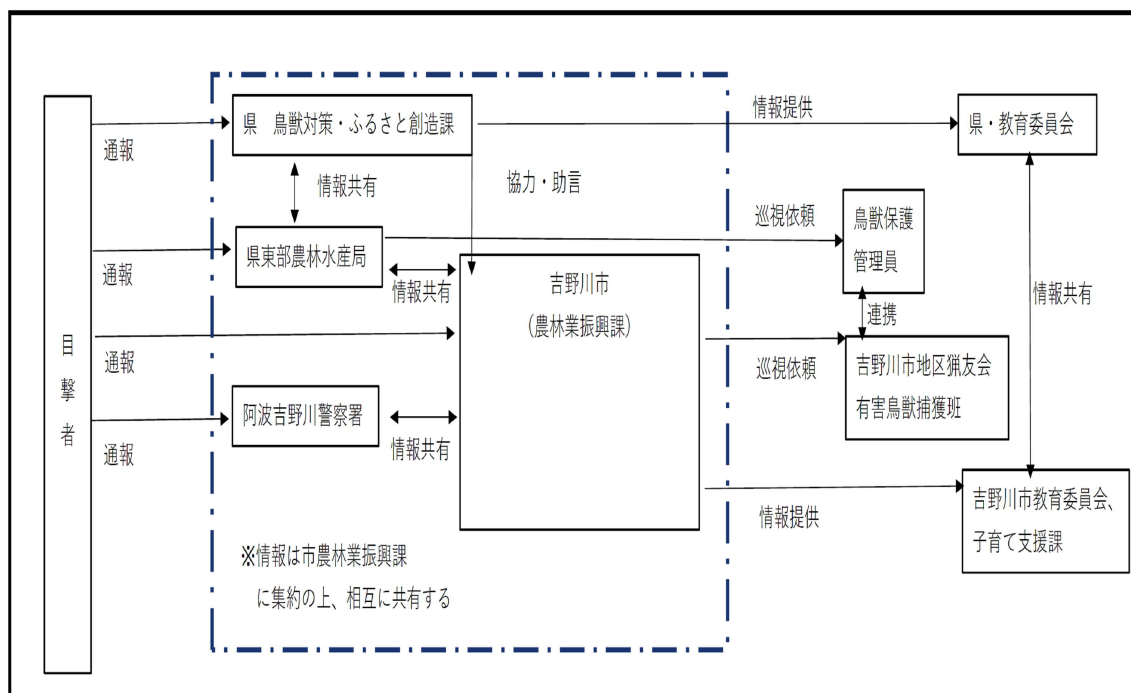 目撃者
通報
通報
通報
通報
県　鳥獣対策・ふるさと創造課
情報共有
県東部農林水産局
情報共有
阿波吉野川警察署
情報共有
協力・助言
吉野川市
（農林業振興課）
※情報は市農林業振興課
に集約の上、相互に共有する
情報提供
巡視依頼
巡視依頼
情報提供
県・教育委員会
鳥獣保護
管理員
連携
吉野川市地区猟友会
有害鳥獣捕獲班
情報共有
吉野川市教育委員会、
子育て支援課